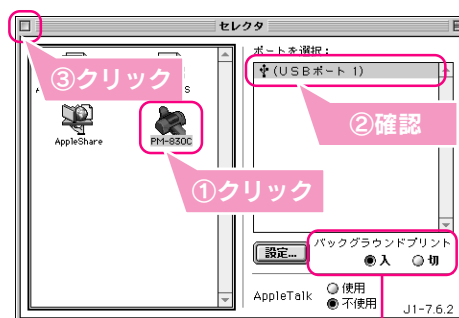 セレクタ
ポートを選択：
(USBポート 1)
③クリック
②確認
AppleShare
PM-830C
①クリック
バックグラウンドプリント
設定...
入 切
AppleTalk
使用
不使用
J1-7.6.2